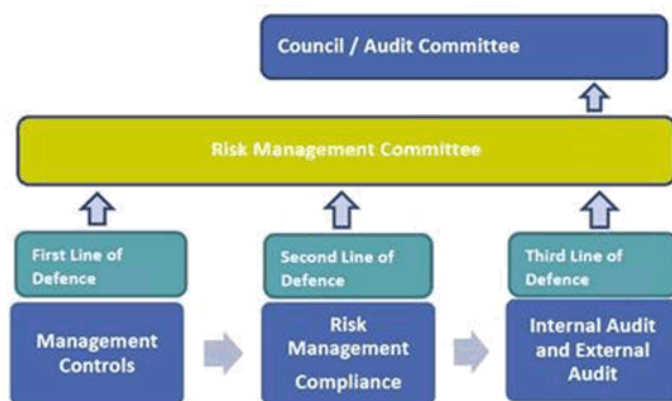 Council / Audit Committee
Risk Management Committee
First Line of
Defence
Second Line of
Defence
Third Line of
Defence
Management
Controls
Risk
Management
Compliance
Internal Audit
and External
Audit